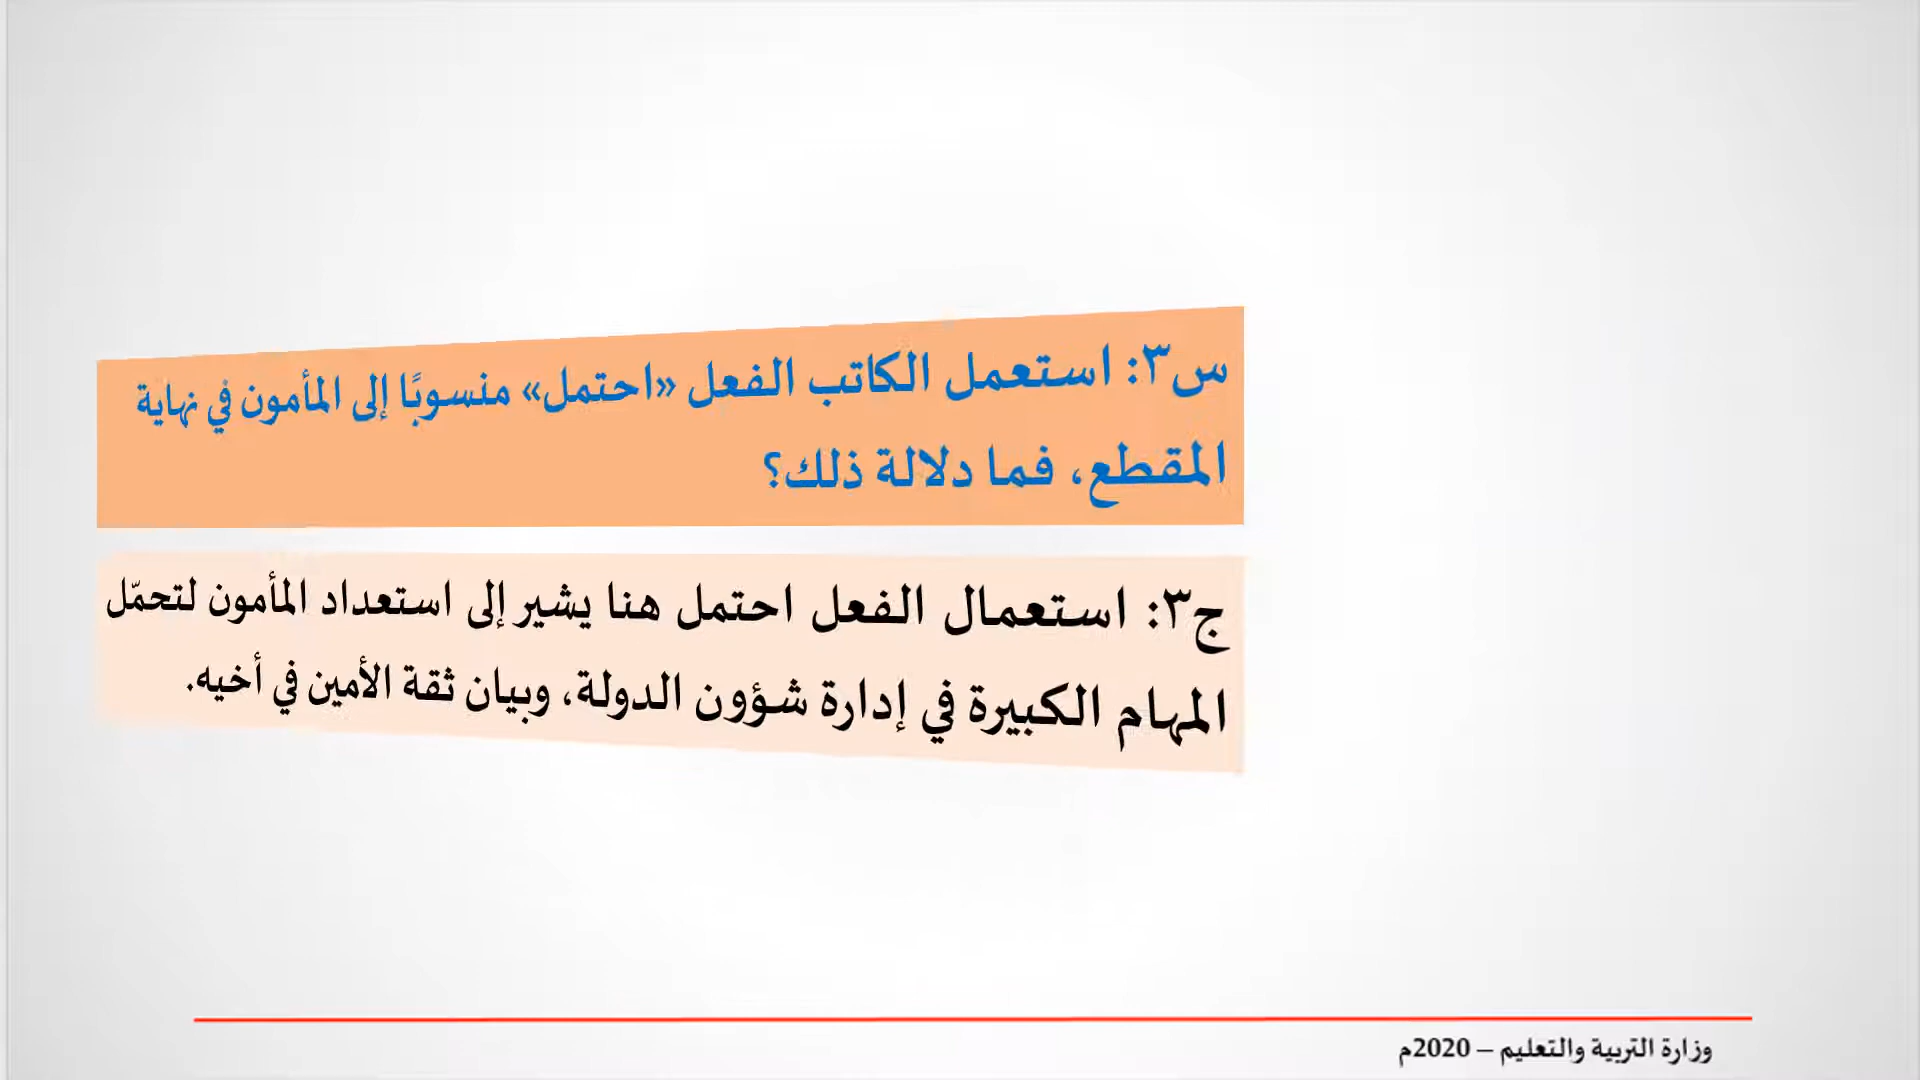 س٣: استعمل الكاتب الفعل «احتمل» منسوبًا إلى المأمون في نهاية
المقطع، فما دلالة ذلك؟
ج٣: استعمال الفعل احتمل هنا يشير إلى استعداد المأمون لتحمّل
المهام الكبيرة في إدارة شؤون الدولة، وبيان ثقة الأمين في أخيه.
وزارة التربية والتعليم – 2020م